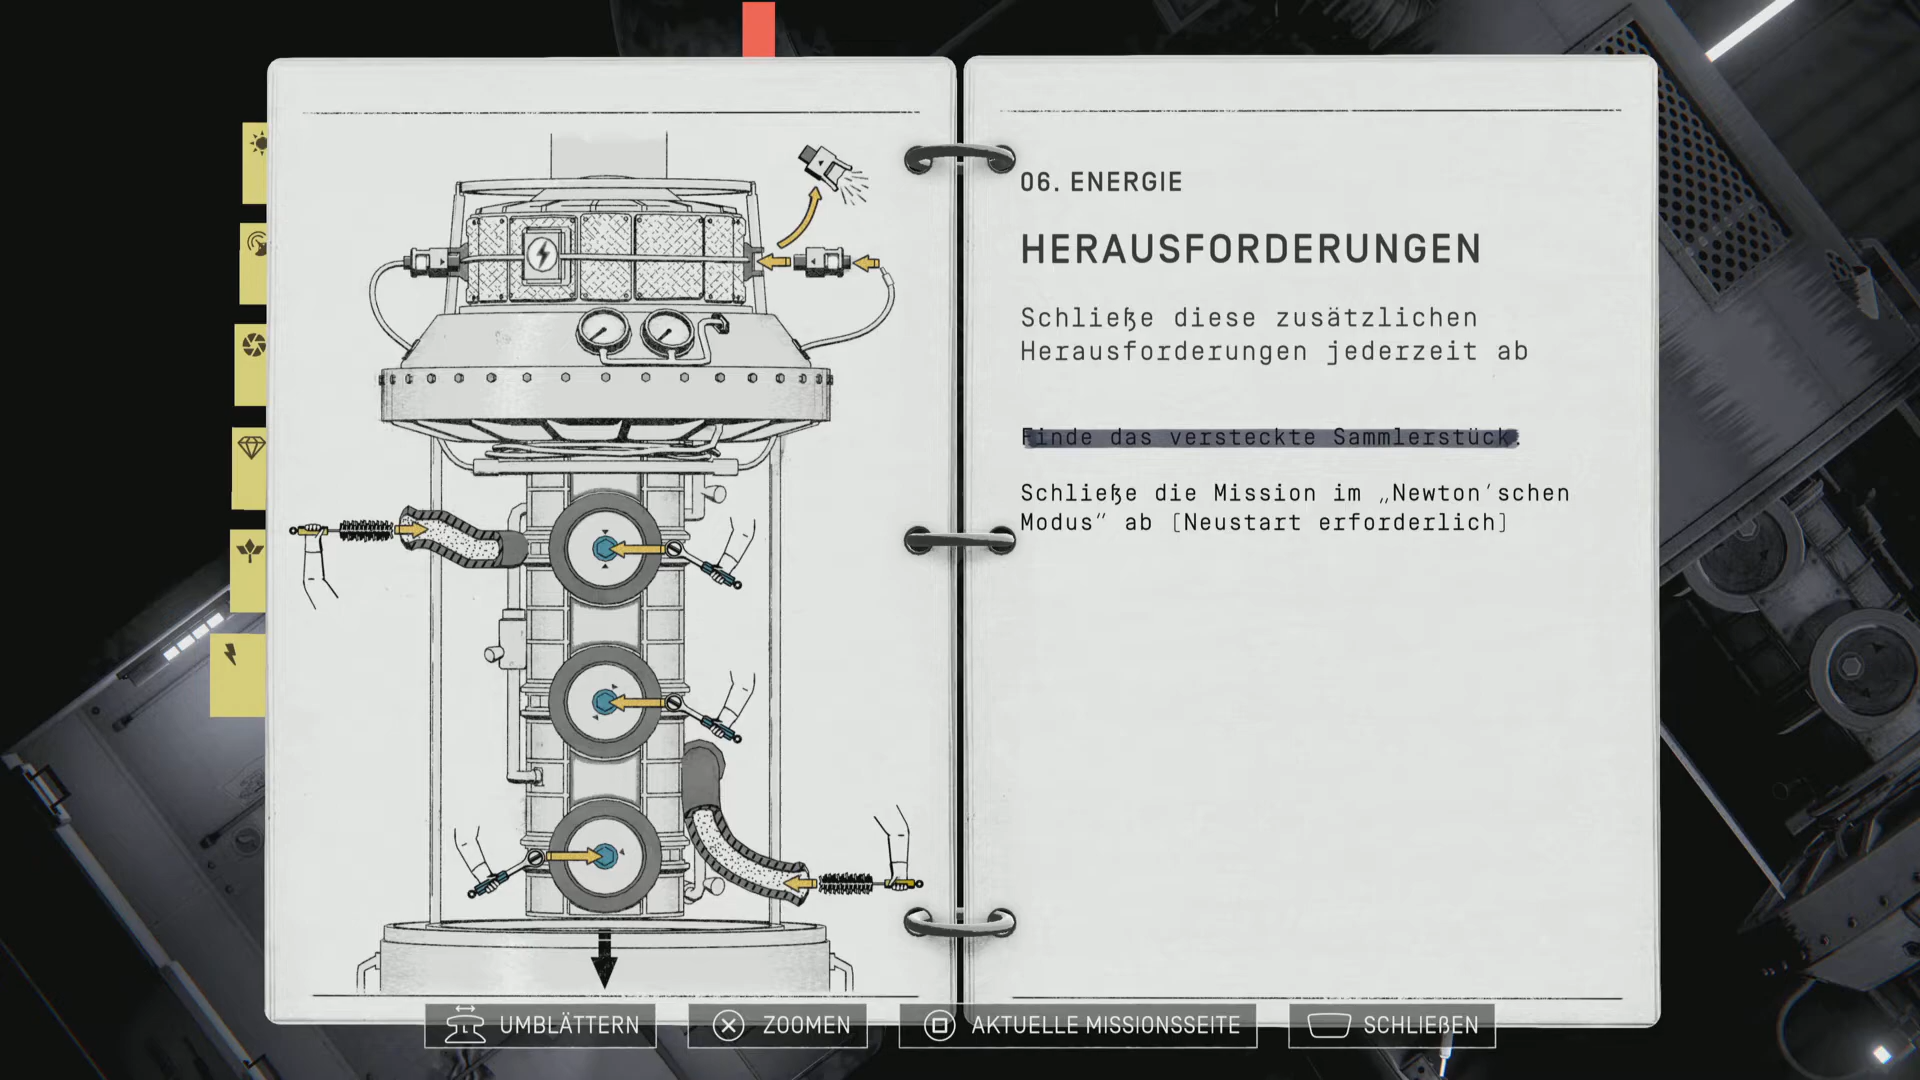 06. ENERGIE
HERAUSFORDERUNGEN
Schließe diese zusätzlichen
Herausforderungen jederzeit ab
Finde das versteckte Sammlerstück.
Schließe die Mission im „Newton'schen
Modus“ ab [Neustart erforderlich]
UMBLÄTTERN
ZOOMEN
AKTUELLE MISSIONSSEITE
SCHLIEẞEN